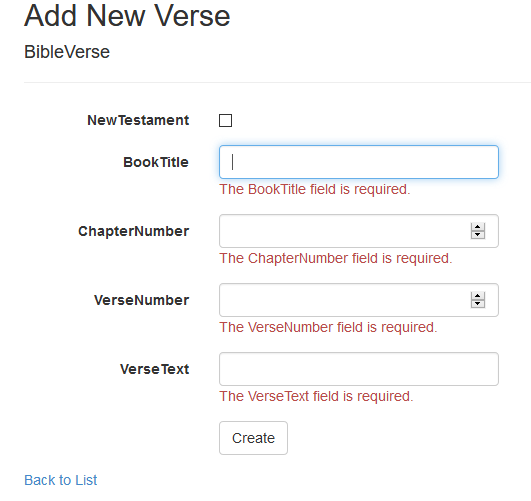 Add New Verse
BibleVerse
NewTestament
BookTitle
The BookTitle field is required.
ChapterNumber
The ChapterNumber field is required.
VerseNumber
The VerseNumber field is required.
VerseText
The VerseText field is required.
Create
Back to List